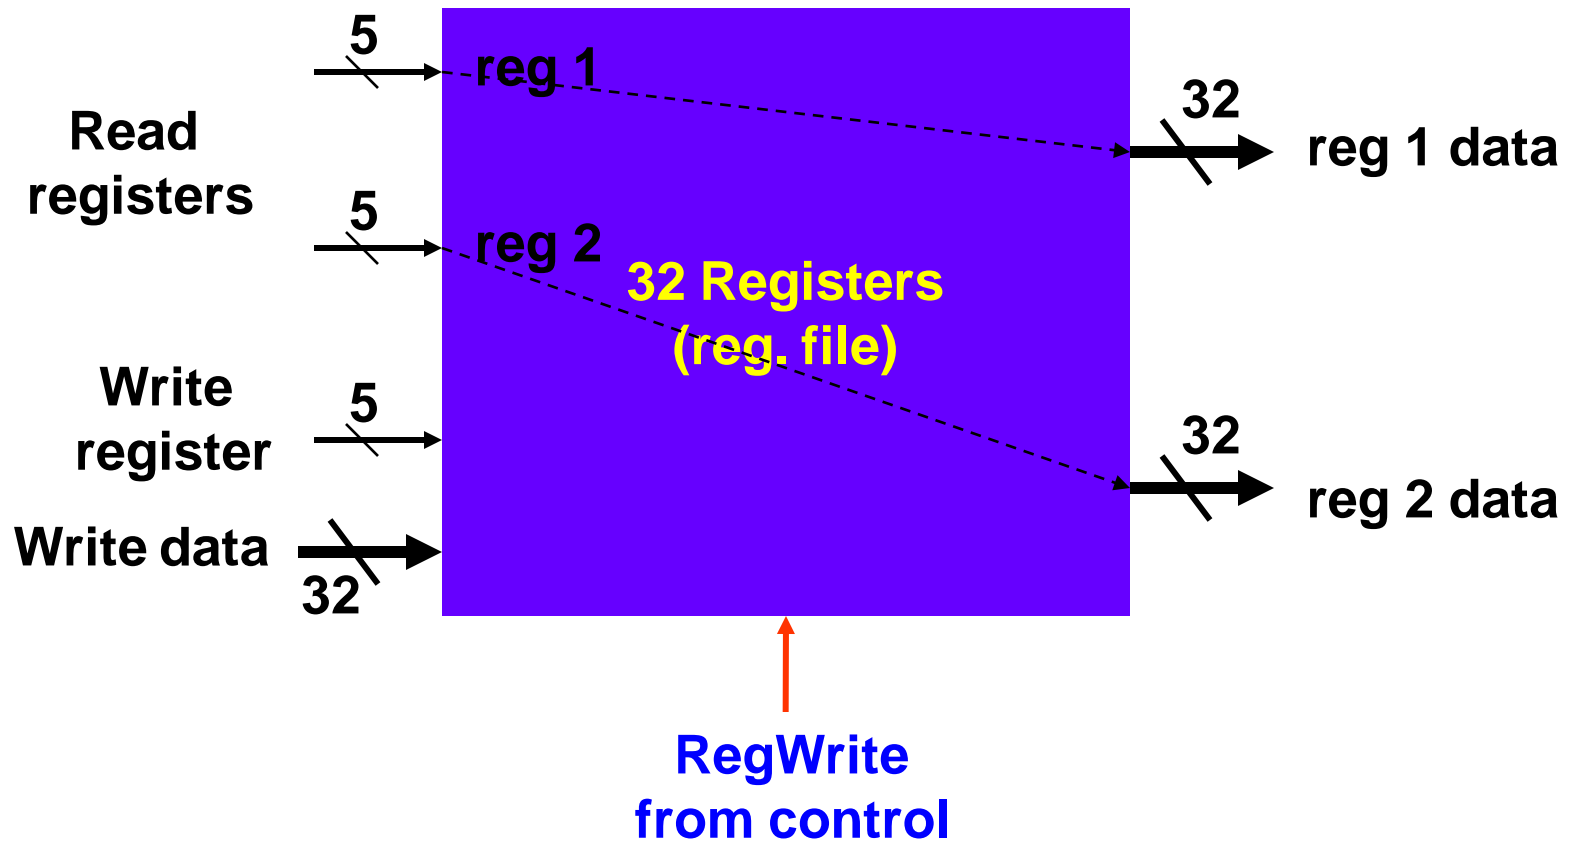 5
reg 1
32
reg 1 data
Read
registers
5
reg 2
32 Registers
(reg. file)
Write
register
5
32
reg 2 data
Write data
32
RegWrite
from control